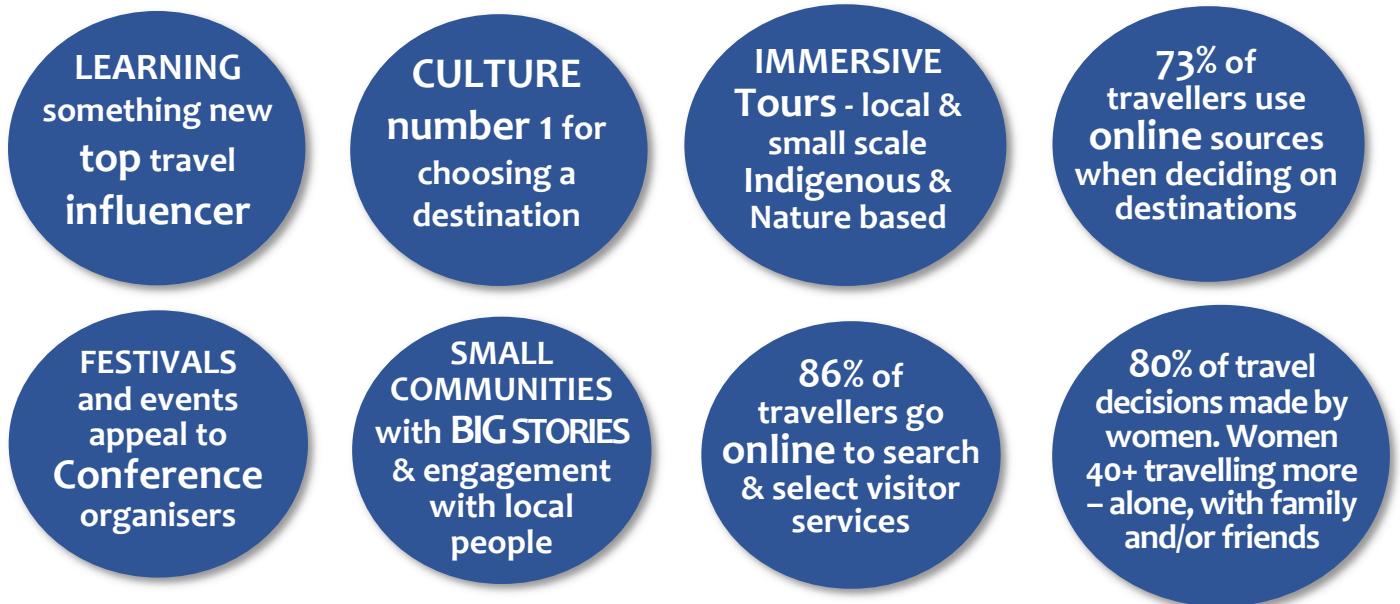 LEARNING
something new
top travel
influencer
CULTURE
number 1 for
choosing a
destination
IMMERSIVE
Tours - local &
small scale
Indigenous &
Nature based
73% of
travellers use
online sources
when deciding on
destinations
FESTIVALS
and events
appeal to
Conference
organisers
SMALL
COMMUNITIES
with BIG STORIES
& engagement
with local
people
86% of
travellers go
online to search
& select visitor
services
80% of travel
decisions made by
women. Women
40+ travelling more
– alone, with family
and/or friends